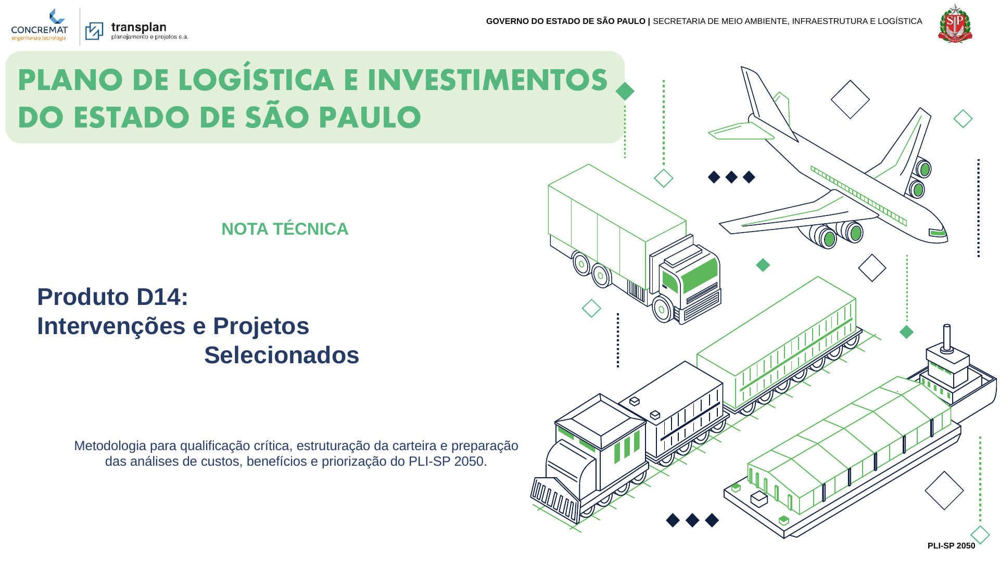 CONCREMAT
engenharia e tecnologia
transplan
planejamento e projetos s.a.
GOVERNO DO ESTADO DE SÃO PAULO | SECRETARIA DE MEIO AMBIENTE, INFRAESTRUTURA E LOGÍSTICA
SP
PLANO DE LOGÍSTICA E INVESTIMENTOS
DO ESTADO DE SÃO PAULO
NOTA TÉCNICA
Produto D14:
Intervenções e Projetos
Selecionados
Metodologia para qualificação crítica, estruturação da carteira e preparação
das análises de custos, benefícios e priorização do PLI-SP 2050.
PLI-SP 2050